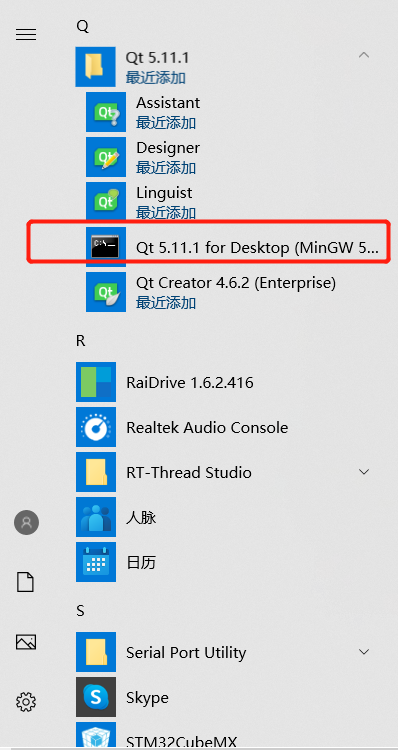 Q
Qt 5.11.1
最近添加
Assistant
最近添加
Designer
最近添加
Linguist
最近添加
Qt 5.11.1 for Desktop (MinGW 5...
Qt Creator 4.6.2 (Enterprise)
最近添加
R
RaiDrive 1.6.2.416
Realtek Audio Console
RT-Thread Studio
人脉
日历
S
Serial Port Utility
Skype
STM32CubeMX